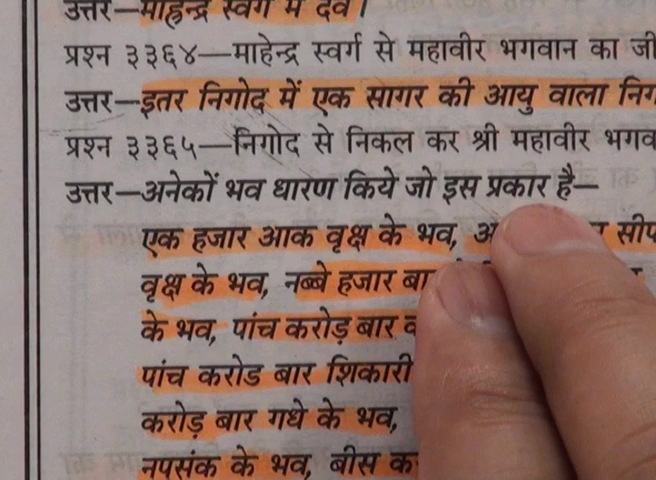 उत्तर—माहेन्द्र स्वर्ग में देव।
प्रश्न ३३६४—माहेन्द्र स्वर्ग से महावीर भगवान का जी
उत्तर—इतर निगोद में एक सागर की आयु वाला निग
प्रश्न ३३६५—निगोद से निकल कर श्री महावीर भगव
उत्तर—अनेकों भव धारण किये जो इस प्रकार है—
एक हजार आक वृक्ष के भव, अ सीप
वृक्ष के भव, नब्बे हजार बा
के भव, पांच करोड़ बार व
पांच करोड बार शिकारी
करोड़ बार गधे के भव,
नपसंक के भव, बीस क